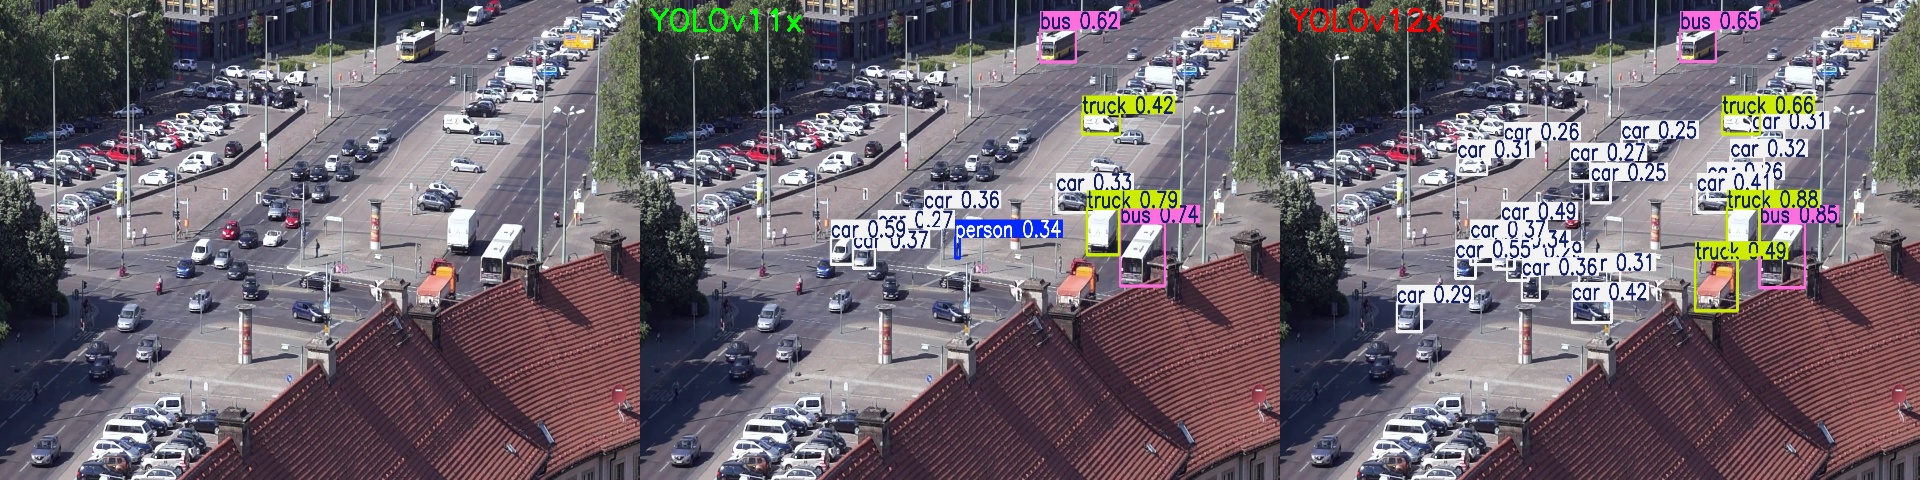 YOLOv11x
bus 0.62
truck 0.42
car 0.33
truck 0.79
car 0.36
bus 0.74
0.27
car 0.59
person 0.34
0.37
YOLOv12x
bus 0.65
truck 0.66
0.31
car 0.26
car 0.25
car 0.31
car 0.27
car 0.32
car 0.25
truck 0.88
car 0.49
bus 0.85
car 0.37
car 0.55
truck 0.49
car 0.36
0.31
car 0.29
car 0.42